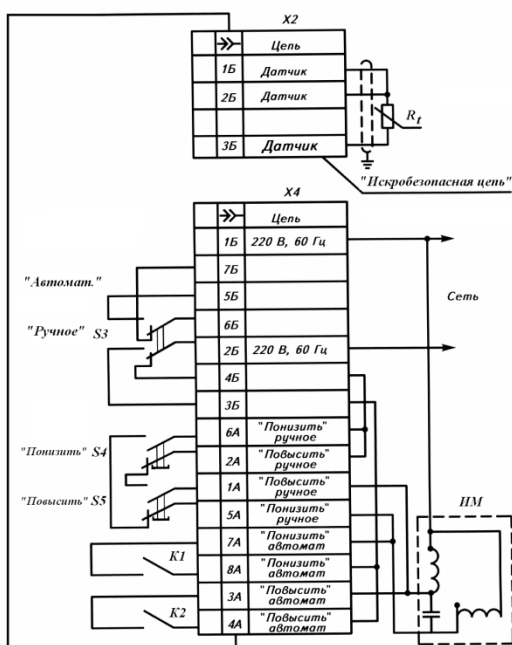 X2
Цепь
1Б Датчик
2Б Датчик
3Б Датчик
Rt
"Искробезопасная цепь"
X4
Цепь
1Б 220 В, 60 Гц
7Б
"Автомат."
5Б
Сеть
6Б
"Ручное" S3
2Б 220 В, 60 Гц
4Б
3Б
6А "Понизить"
ручное
"Понизить" S4
2А "Повысить"
ручное
1А "Повысить"
ручное
"Повысить" S5
5А "Понизить"
ручное
ИМ
7А "Понизить"
автомат
К1
8А "Понизить"
автомат
3А "Повысить"
автомат
К2
4А "Повысить"
автомат